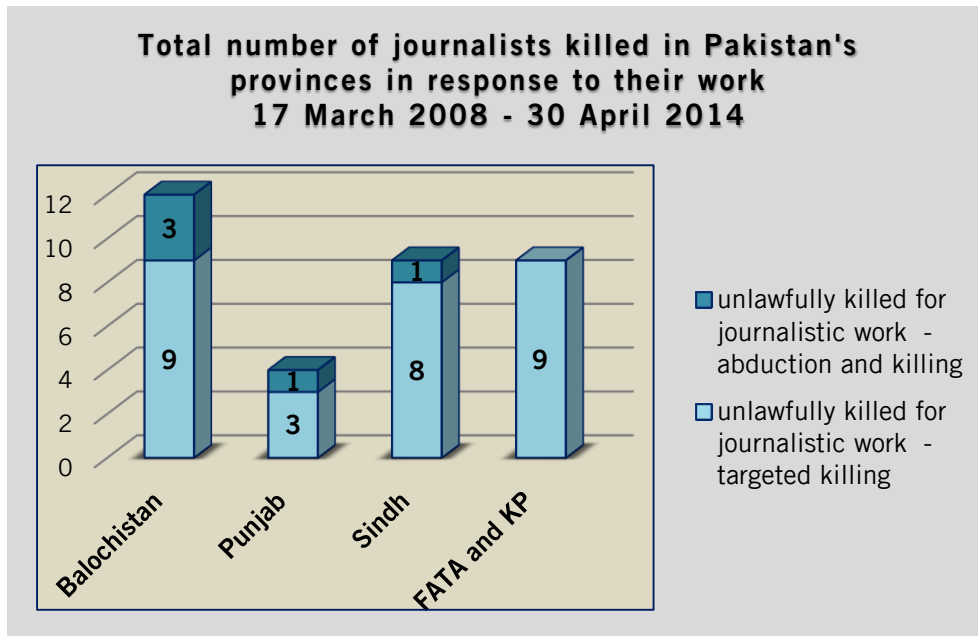 Total number of journalists killed in Pakistan's
provinces in response to their work
17 March 2008 - 30 April 2014
12
10
8
6
4
2
0
3
9
1
3
1
8
9
Balochistan
Punjab
Sindh
FATA and KP
unlawfully killed for
journalistic work -
abduction and killing
unlawfully killed for
journalistic work -
targeted killing